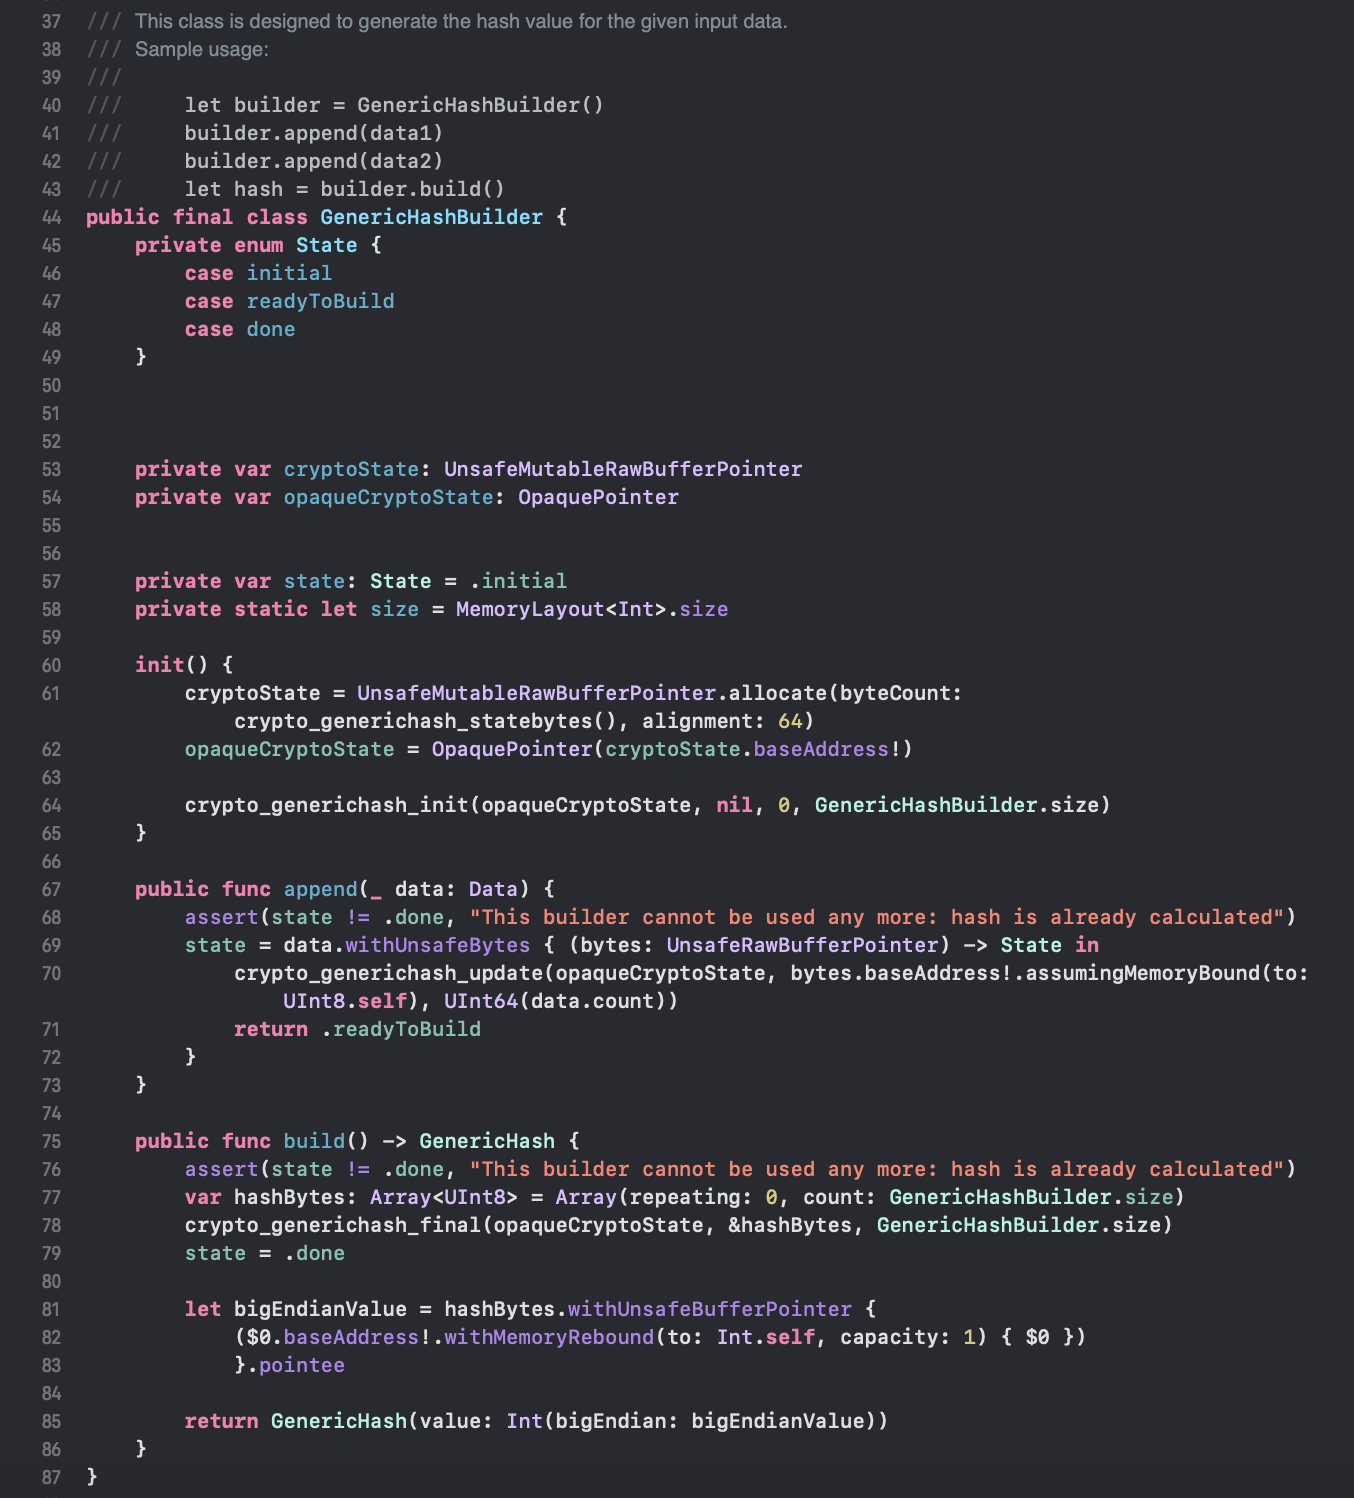 37 /// This class is designed to generate the hash value for the given input data.
38 /// Sample usage:
39 ///
40 ///     let builder = GenericHashBuilder()
41 ///     builder.append(data1)
42 ///     builder.append(data2)
43 ///     let hash = builder.build()
44 public final class GenericHashBuilder {
45     private enum State {
46         case initial
47         case readyToBuild
48         case done
49     }
50
51
52
53     private var cryptoState: UnsafeMutableRawBufferPointer
54     private var opaqueCryptoState: OpaquePointer
55
56
57     private var state: State = .initial
58     private static let size = MemoryLayout<Int>.size
59
60     init() {
61         cryptoState = UnsafeMutableRawBufferPointer.allocate(byteCount:
            crypto_generichash_statebytes(), alignment: 64)
62         opaqueCryptoState = OpaquePointer(cryptoState.baseAddress!)
63
64         crypto_generichash_init(opaqueCryptoState, nil, 0, GenericHashBuilder.size)
65     }
66
67     public func append(_ data: Data) {
68         assert(state != .done, "This builder cannot be used any more: hash is already calculated")
69         state = data.withUnsafeBytes { (bytes: UnsafeRawBufferPointer) -> State in
70             crypto_generichash_update(opaqueCryptoState, bytes.baseAddress!.assumingMemoryBound(to:
                UInt8.self), UInt64(data.count))
71             return .readyToBuild
72         }
73     }
74
75     public func build() -> GenericHash {
76         assert(state != .done, "This builder cannot be used any more: hash is already calculated")
77         var hashBytes: Array<UInt8> = Array(repeating: 0, count: GenericHashBuilder.size)
78         crypto_generichash_final(opaqueCryptoState, &hashBytes, GenericHashBuilder.size)
79         state = .done
80
81         let bigEndianValue = hashBytes.withUnsafeBufferPointer {
82             ($0.baseAddress!.withMemoryRebound(to: Int.self, capacity: 1) { $0 })
83             }.pointee
84
85         return GenericHash(value: Int(bigEndian: bigEndianValue))
86     }
87 }